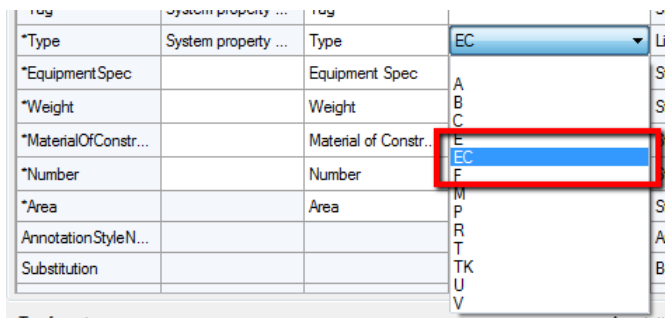 *Type System property ... Type EC
*EquipmentSpec Equipment Spec
*Weight Weight
*MaterialOfConstr... Material of Constr...
*Number Number
*Area Area
AnnotationStyleN...
Substitution
A
B
C
E
EC
F
M
P
R
T
TK
U
V